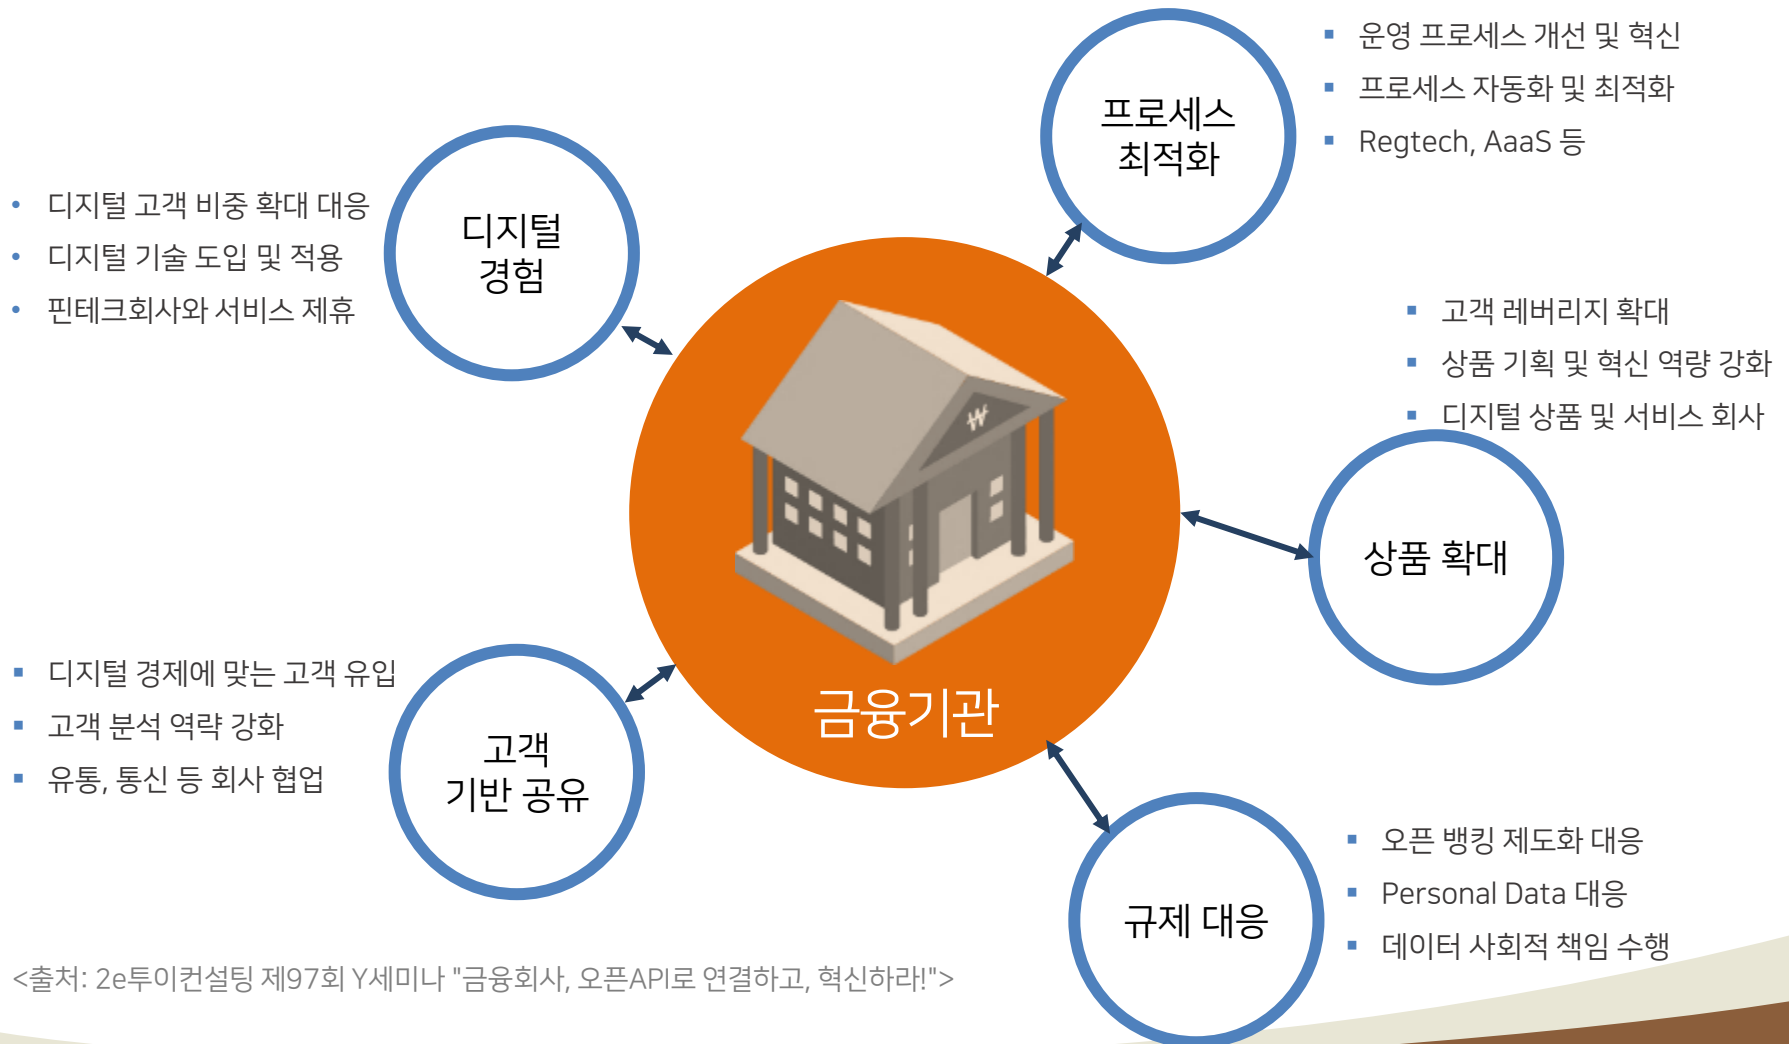 운영 프로세스 개선 및 혁신
프로세스 자동화 및 최적화
Regtech, AaaS 등
프로세스
최적화
디지털 고객 비중 확대 대응
디지털 기술 도입 및 적용
핀테크회사와 서비스 제휴
디지털
경험
고객 레버리지 확대
상품 기획 및 혁신 역량 강화
디지털 상품 및 서비스 회사
상품 확대
₩
금융기관
디지털 경제에 맞는 고객 유입
고객 분석 역략 강화
유통, 통신 등 회사 협업
고객
기반 공유
오픈 뱅킹 제도화 대응
Personal Data 대응
데이터 사회적 책임 수행
규제 대응
<출처: 2e투이컨설팅 제97회 Y세미나 "금융회사, 오픈API로 연결하고, 혁신하라!">